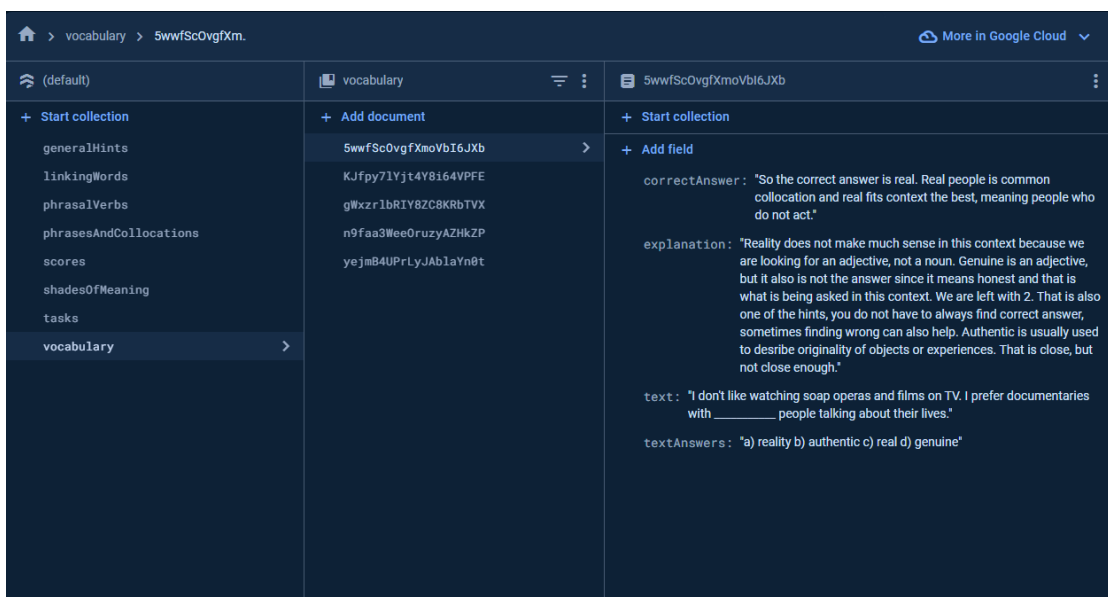 vocabulary > 5wwfScOvgfXm.
More in Google Cloud
(default)
vocabulary
5wwfScOvgfXmoVbI6JXb
+ Start collection
+ Add document
+ Start collection
generalHints
linkingWords
phrasalVerbs
phrasesAndCollocations
scores
shadesOfMeaning
tasks
vocabulary
5wwfScOvgfXmoVbI6JXb
KJfpy7lYjt4Y8i64VPFE
gWxzrlbRIY8ZC8KRbTVX
n9faa3WeeOruzyAZHkZP
yejmB4UPrLyJAblaYn0t
+ Add field
correctAnswer: "So the correct answer is real. Real people is common
collocation and real fits context the best, meaning people who
do not act."
explanation: "Reality does not make much sense in this context because we
are looking for an adjective, not a noun. Genuine is an adjective,
but it also is not the answer since it means honest and that is
what is being asked in this context. We are left with 2. That is also
one of the hints, you do not have to always find correct answer,
sometimes finding wrong can also help. Authentic is usually used
to desribe originality of objects or experiences. That is close, but
not close enough."
text: "I don't like watching soap operas and films on TV. I prefer documentaries
with __________ people talking about their lives."
textAnswers: "a) reality b) authentic c) real d) genuine"